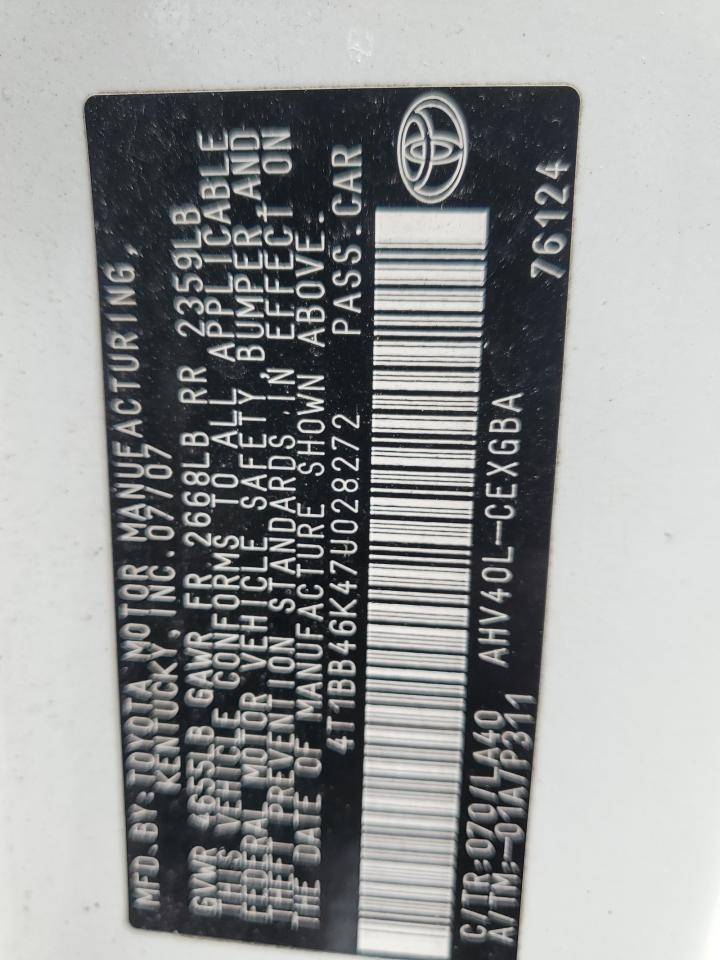 MFD.BY:TOYOTA MOTOR MANUFACTURING,
KENTUCKY,INC.07/07
GVWR 4655LB GAWR FR 2668LB RR 2359LB
THIS VEHICLE CONFORMS TO ALL APPLICABLE
FEDERAL MOTOR VEHICLE SAFETY, BUMPER,AND
THEFT PREVENTION STANDARDS IN EFFECT ON
THE DATE OF MANUFACTURE SHOWN ABOVE.
4T1BB46K47U028272 PASS.CAR
C/TR:070/LA40 AHV40L-CEXGBA
A/TM:-01A/P311 76124